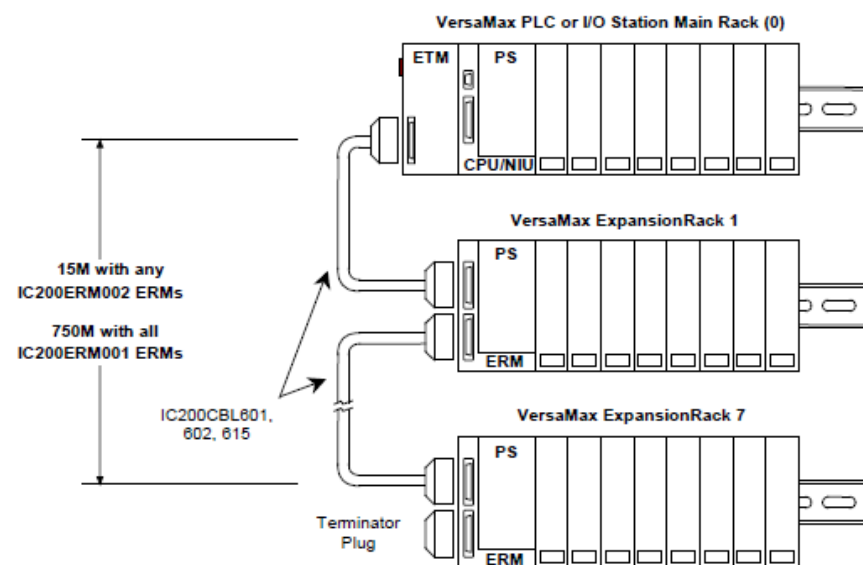 VersaMax PLC or I/O Station Main Rack (0)
ETM
PS
CPU/NIU
VersaMax ExpansionRack 1
PS
15M with any
IC200ERM002 ERMs
750M with all
IC200ERM001 ERMs
ERM
IC200CBL601,
602, 615
VersaMax ExpansionRack 7
PS
Terminator
Plug
ERM